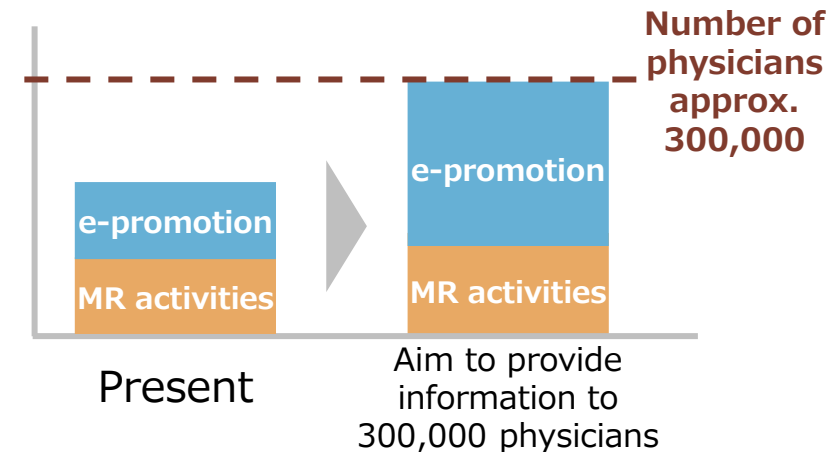 Number of
physicians
approx.
300,000
e-promotion
MR activities
e-promotion
MR activities
Present
Aim to provide
information to
300,000 physicians